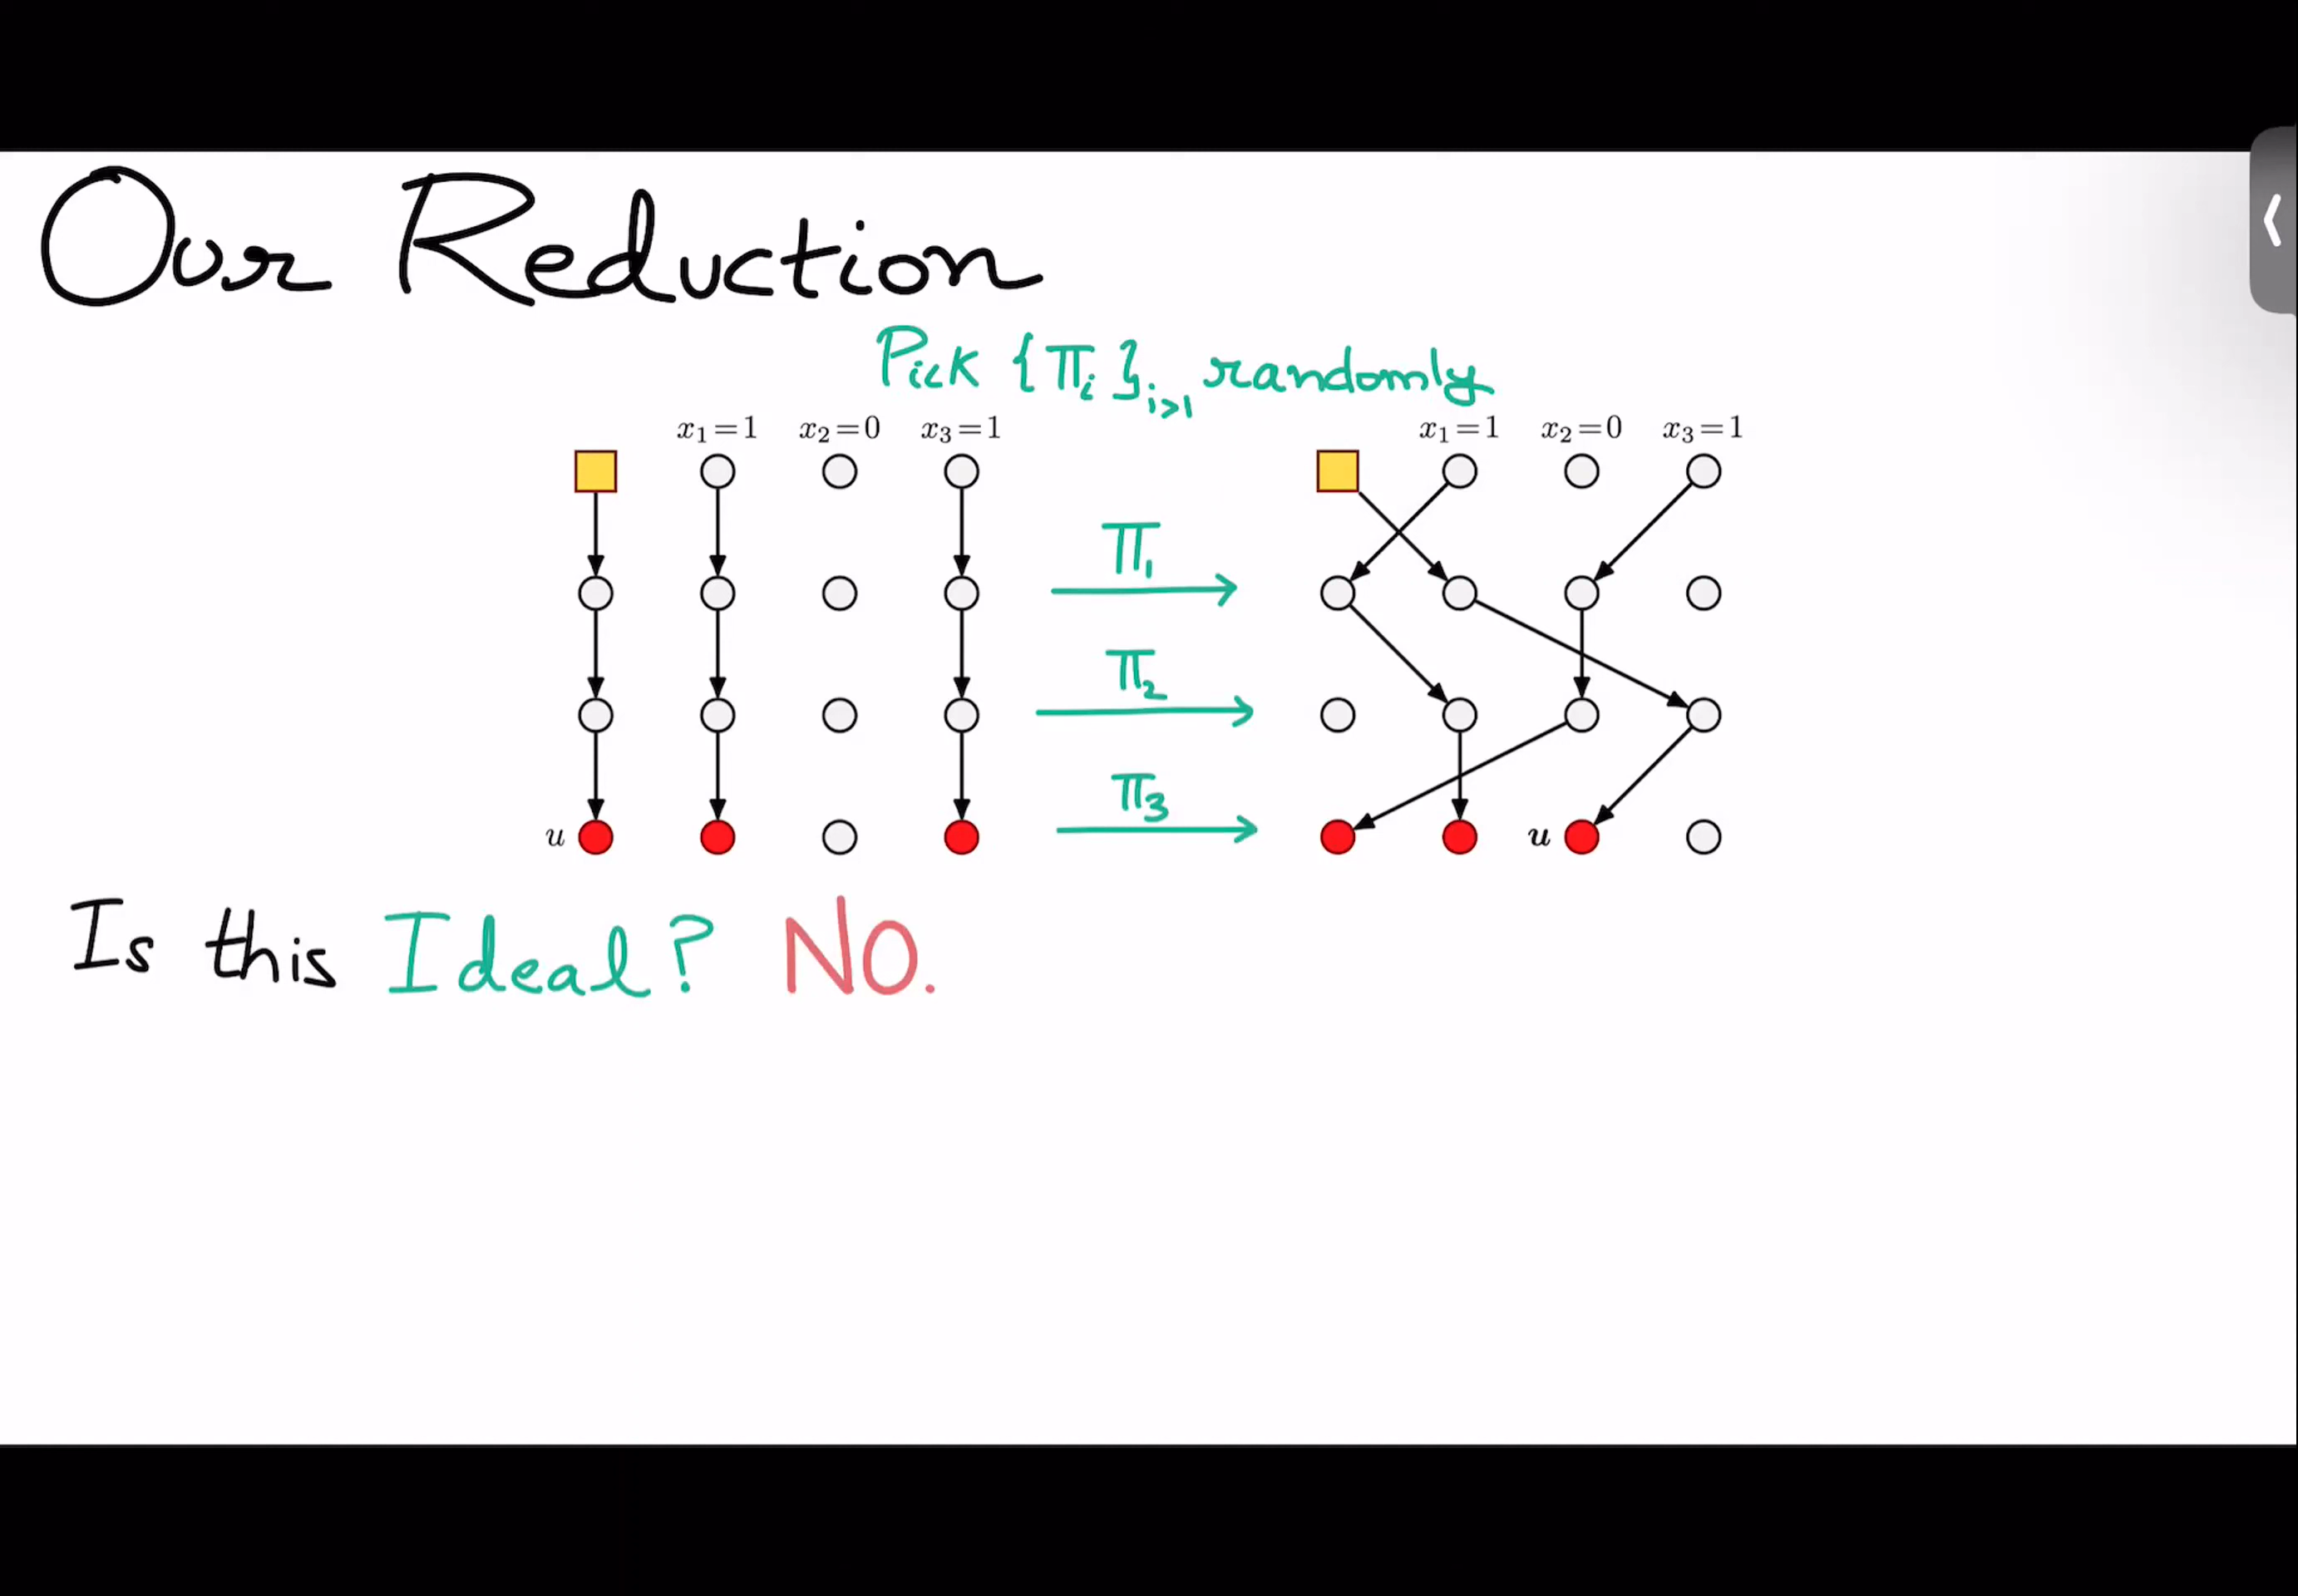 Our Reduction
Pick {π_i}_{i>1} randomly
x₁=1 x₂=0 x₃=1 x₁=1 x₂=0 x₃=1
π₁
π₂
π₃
u u
Is this Ideal? NO.